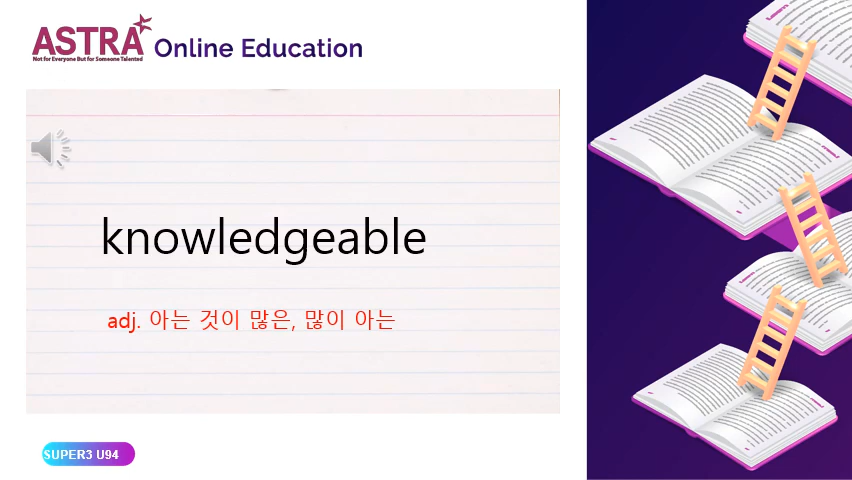 ASTRA
Not for Everyone But for Someone Talented
Online Education
knowledgeable
adj. 아는 것이 많은, 많이 아는
SUPER3 U94